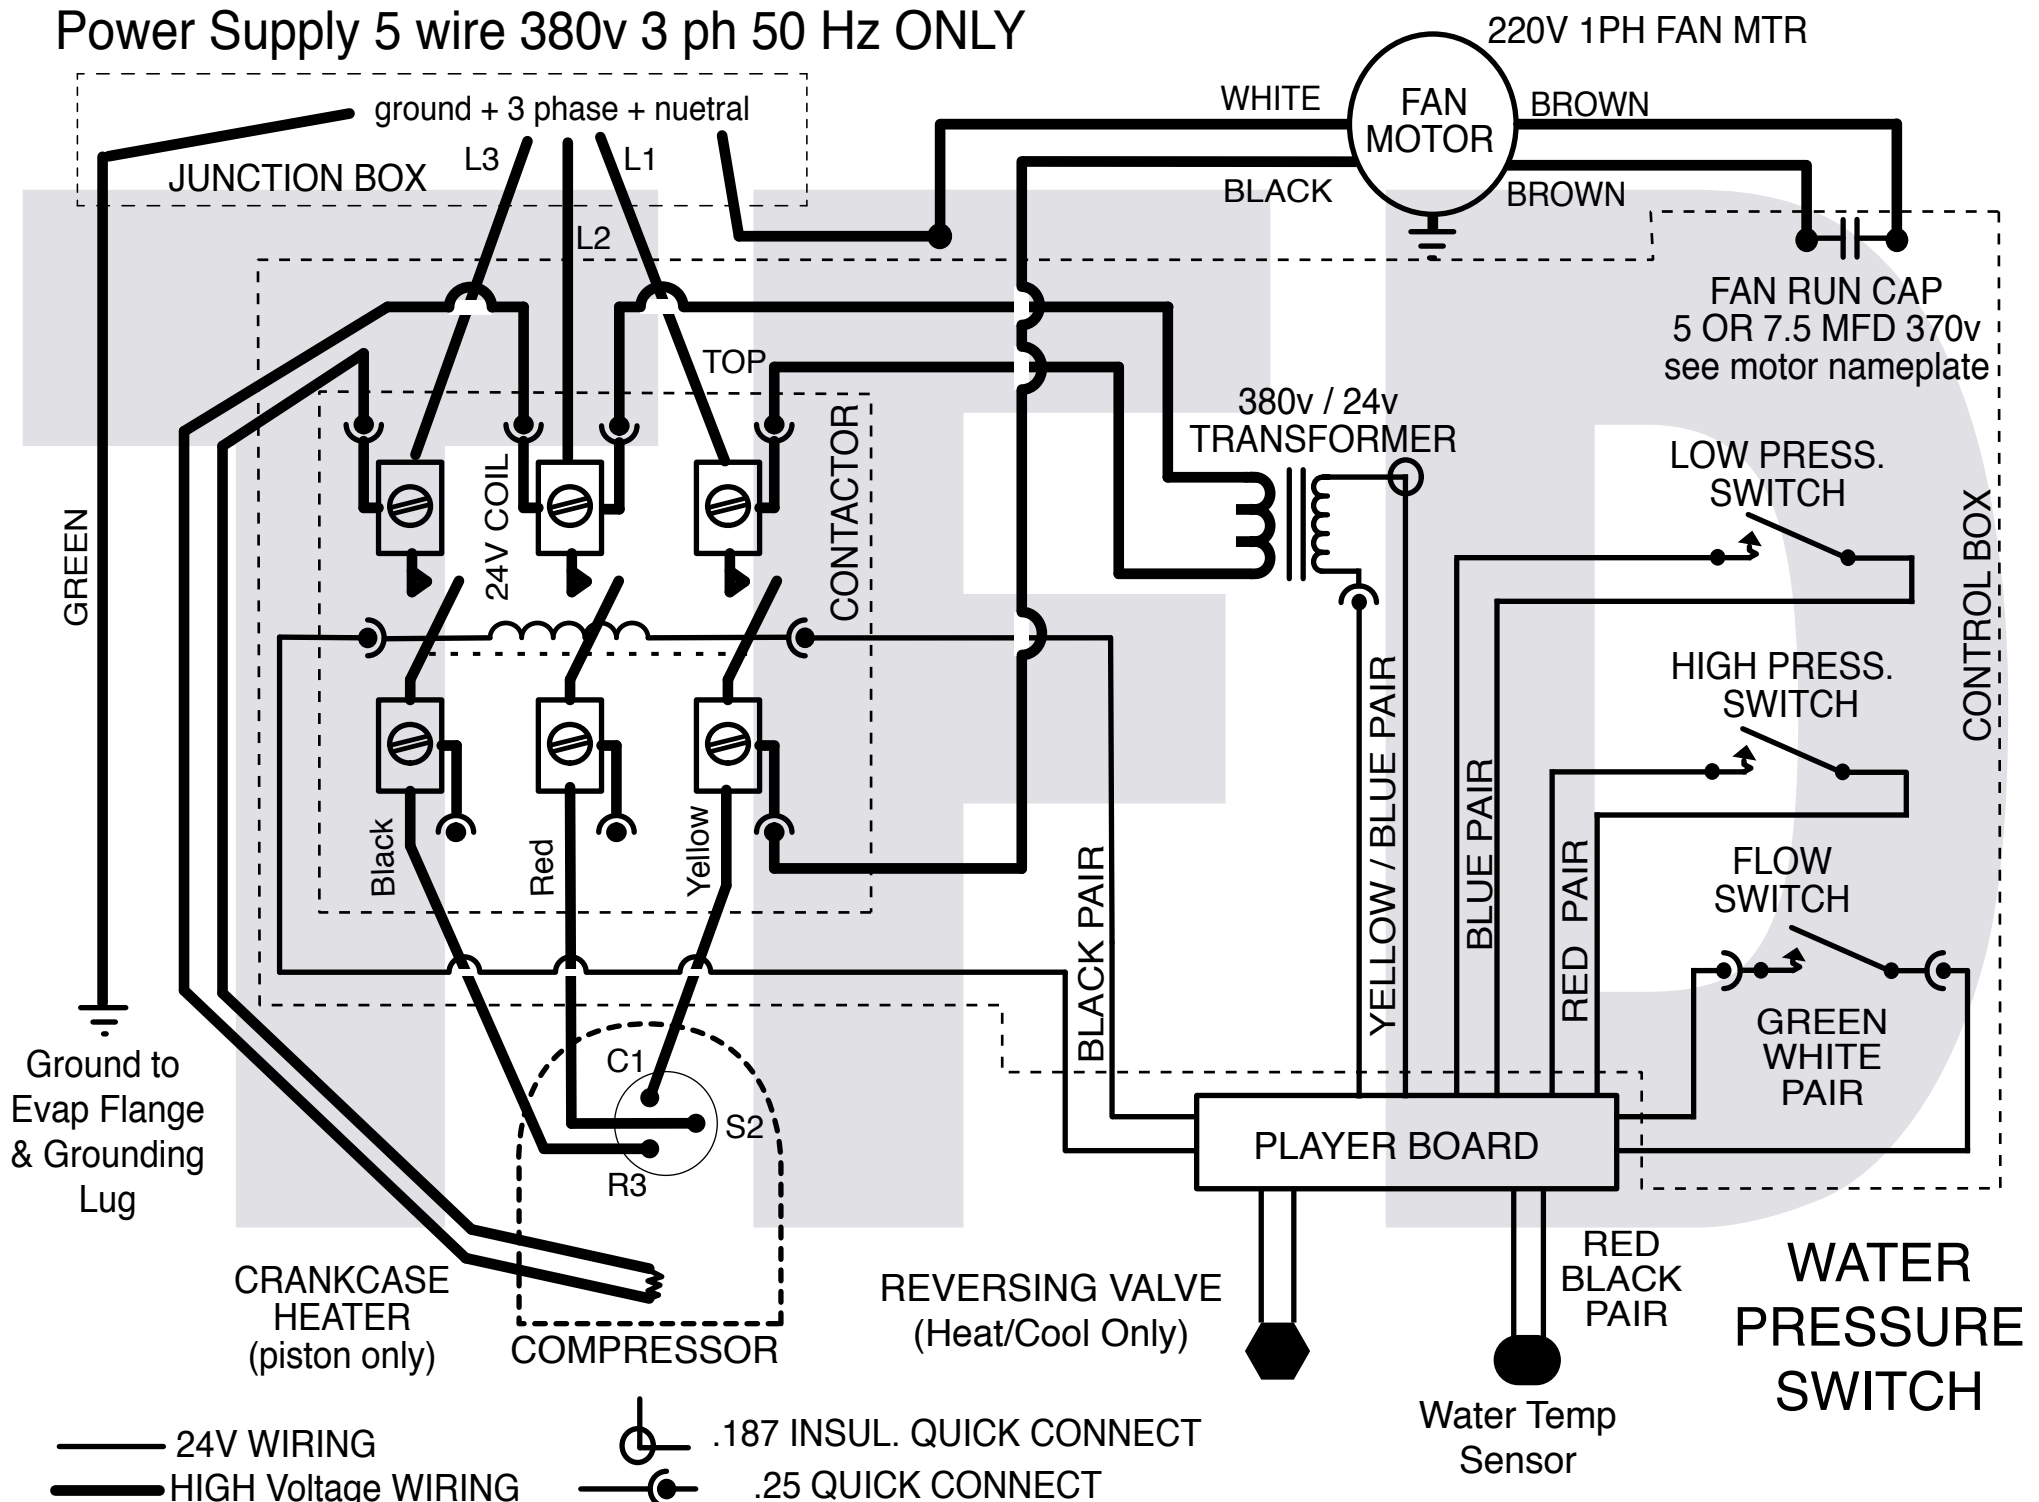 Power Supply 5 wire 380v 3 ph 50 Hz ONLY
220V 1PH FAN MTR
ground + 3 phase + nuetral
JUNCTION BOX
L3
L1
L2
WHITE
BLACK
FAN
MOTOR
BROWN
BROWN
FAN RUN CAP
5 OR 7.5 MFD 370v
see motor nameplate
TOP
380v / 24v
TRANSFORMER
LOW PRESS.
SWITCH
GREEN
24V COIL
CONTACTOR
CONTROL BOX
HIGH PRESS.
SWITCH
Black
Red
Yellow
BLACK PAIR
YELLOW / BLUE PAIR
BLUE PAIR
RED PAIR
FLOW
SWITCH
GREEN
WHITE
PAIR
Ground to
Evap Flange
& Grounding
Lug
C1
S2
R3
PLAYER BOARD
CRANKCASE
HEATER
(piston only)
COMPRESSOR
REVERSING VALVE
(Heat/Cool Only)
RED
BLACK
PAIR
Water Temp
Sensor
WATER
PRESSURE
SWITCH
24V WIRING
HIGH Voltage WIRING
.187 INSUL. QUICK CONNECT
.25 QUICK CONNECT